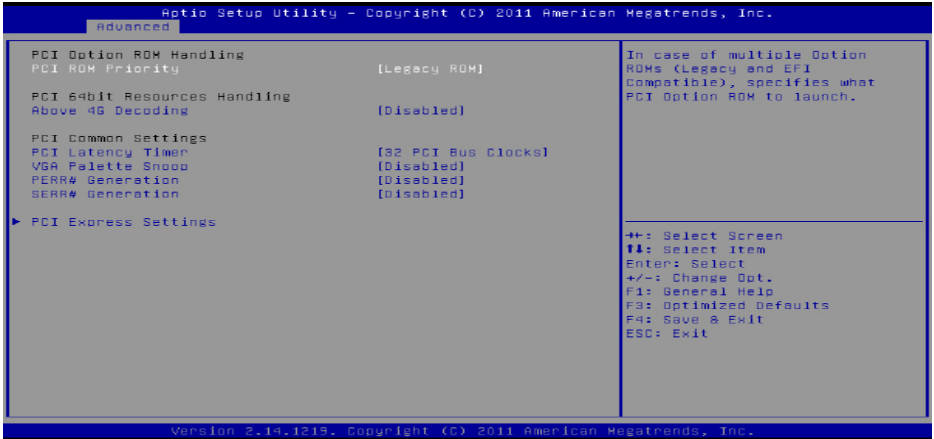 Aptio Setup Utility – Copyright (C) 2011 American Megatrends, Inc.
Advanced
PCI Option ROM Handling
PCI ROM Priority [Legacy ROM]
PCI 64bit Resources Handling
Above 4G Decoding [Disabled]
PCI Common Settings
PCI Latency Timer [32 PCI Bus Clocks]
VGA Palette Snoop [Disabled]
PERR# Generation [Disabled]
SERR# Generation [Disabled]
► PCI Express Settings
In case of multiple Option
ROMs (Legacy and EFI
Compatible), specifies what
PCI Option ROM to launch.
→←: Select Screen
↑↓: Select Item
Enter: Select
+/-: Change Opt.
F1: General Help
F3: Optimized Defaults
F4: Save & Exit
ESC: Exit
Version 2.14.1219. Copyright (C) 2011 American Megatrends, Inc.